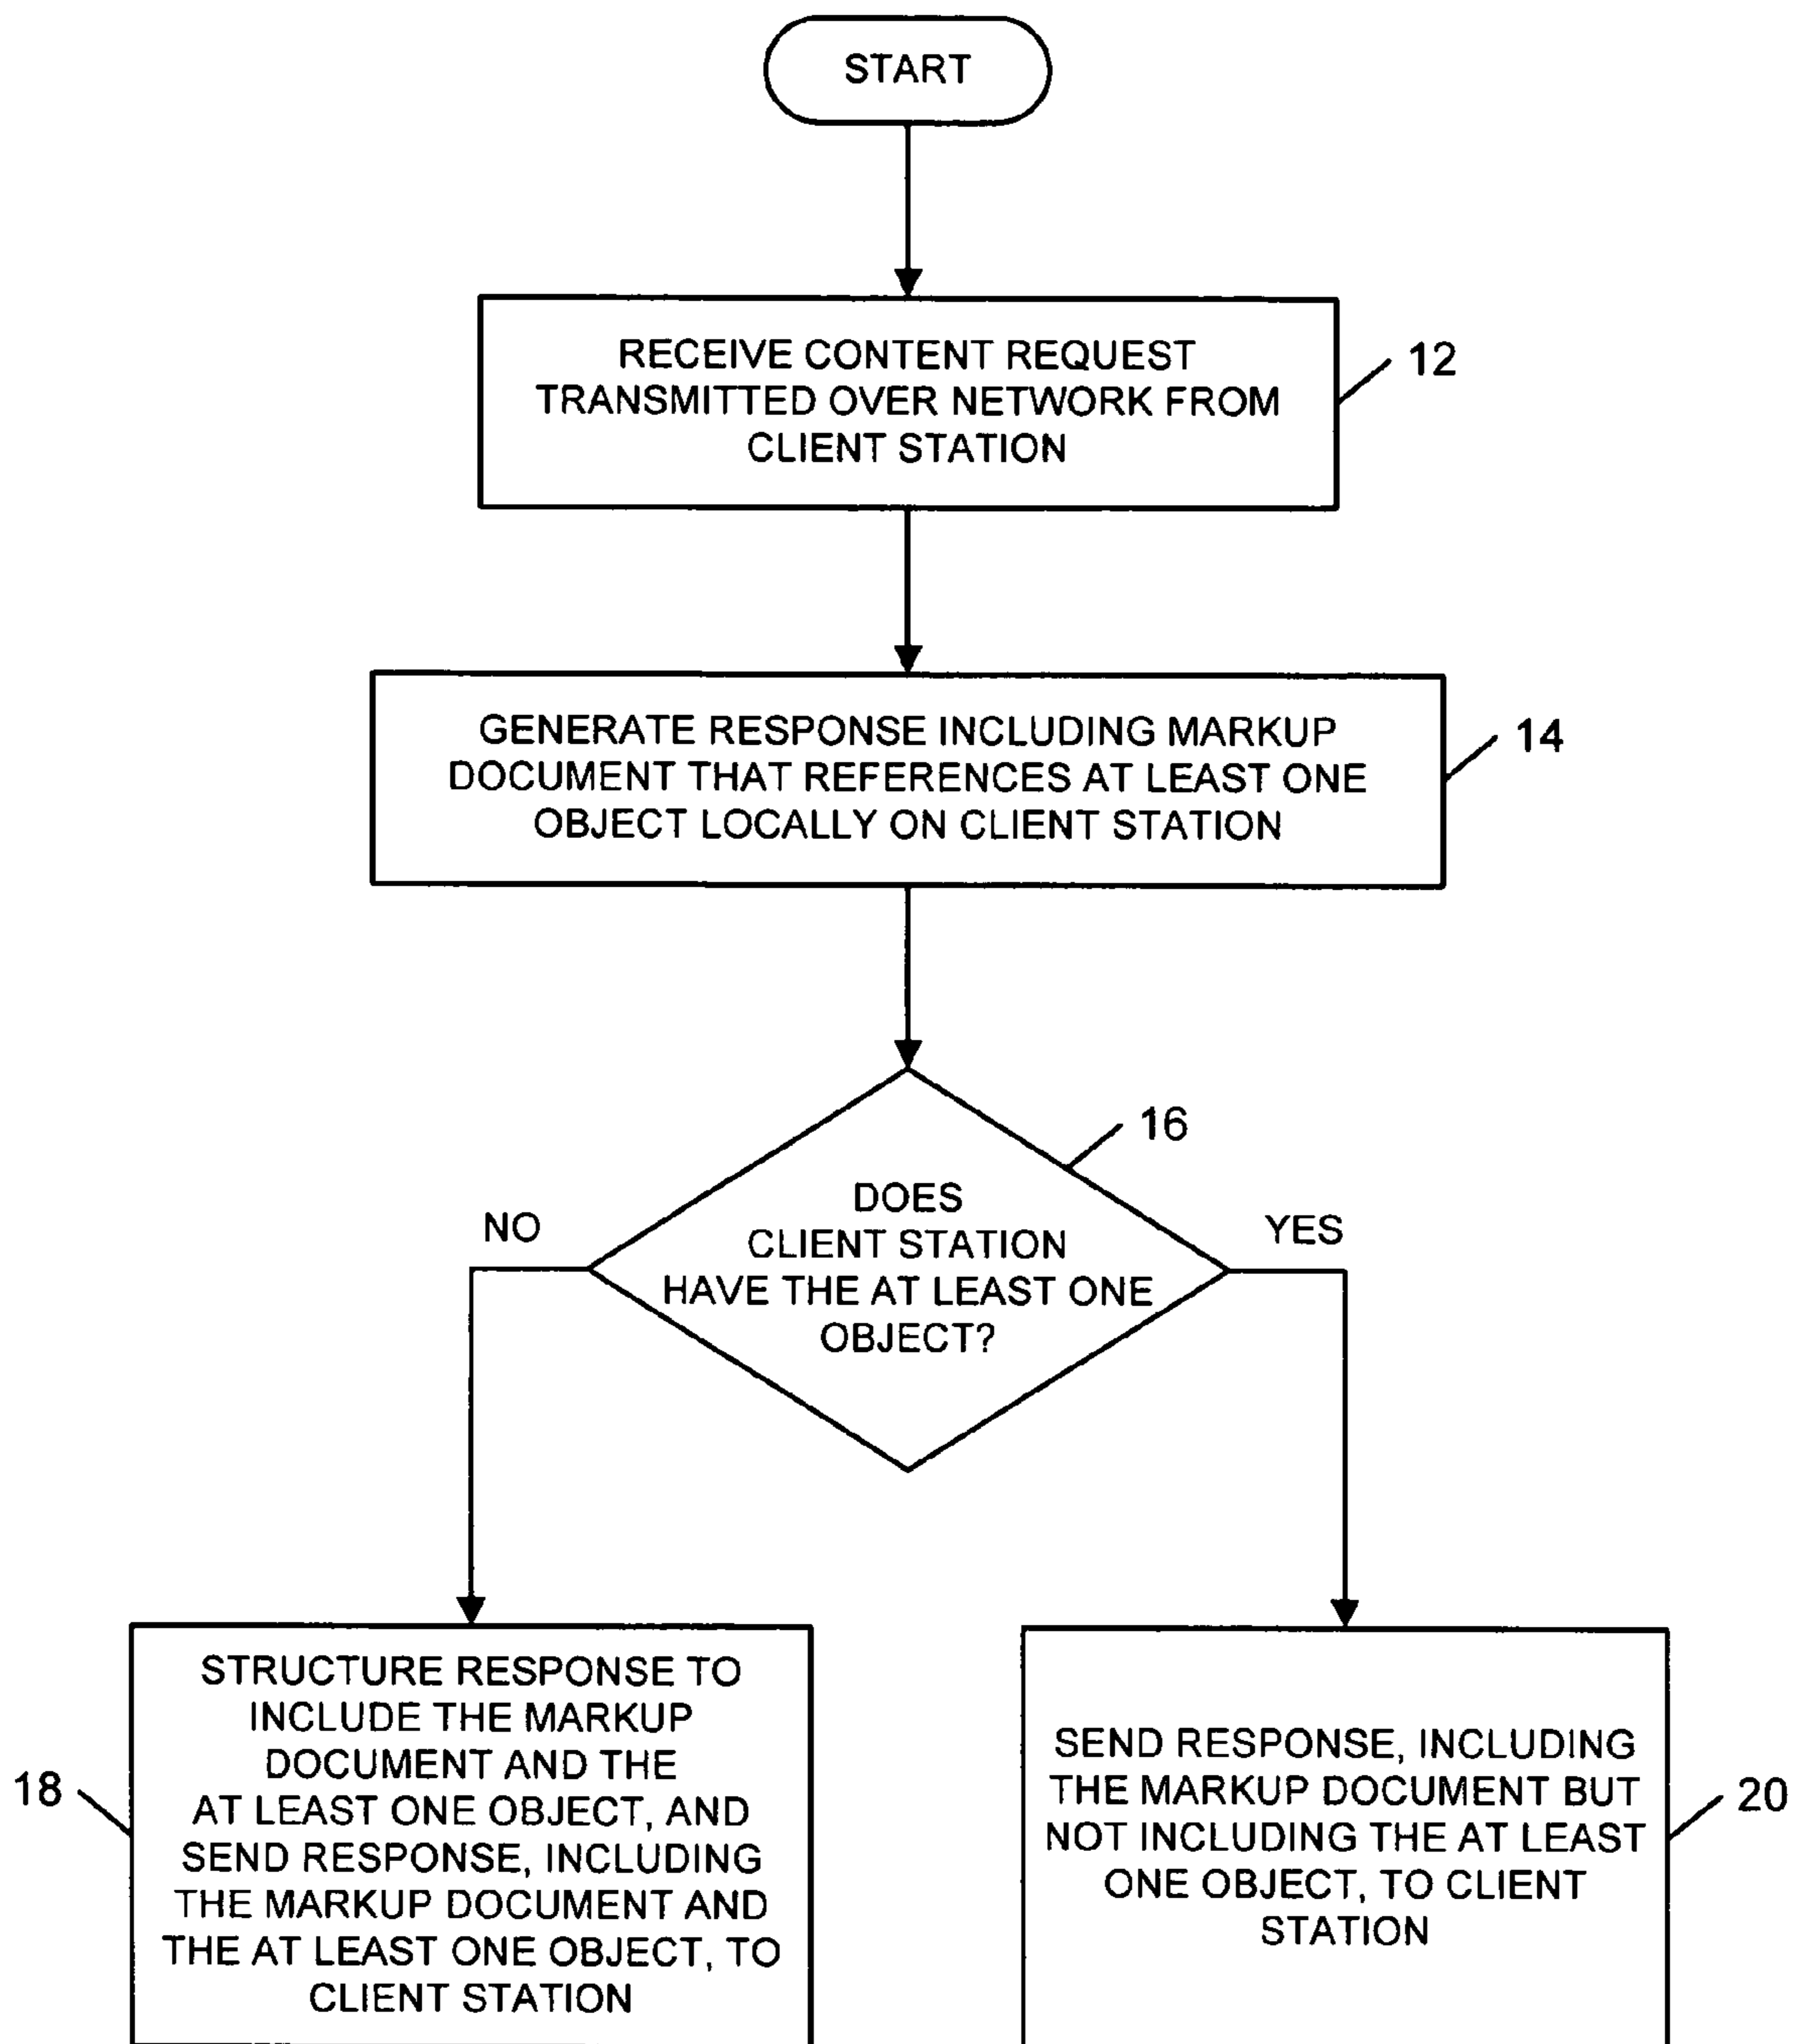 START
RECEIVE CONTENT REQUEST
TRANSMITTED OVER NETWORK FROM
CLIENT STATION
12
GENERATE RESPONSE INCLUDING MARKUP
DOCUMENT THAT REFERENCES AT LEAST ONE
OBJECT LOCALLY ON CLIENT STATION
14
16
DOES
CLIENT STATION
HAVE THE AT LEAST ONE
OBJECT?
NO
YES
STRUCTURE RESPONSE TO
INCLUDE THE MARKUP
DOCUMENT AND THE
AT LEAST ONE OBJECT, AND
SEND RESPONSE, INCLUDING
THE MARKUP DOCUMENT AND
THE AT LEAST ONE OBJECT, TO
CLIENT STATION
18
SEND RESPONSE, INCLUDING
THE MARKUP DOCUMENT BUT
NOT INCLUDING THE AT LEAST
ONE OBJECT, TO CLIENT
STATION
20